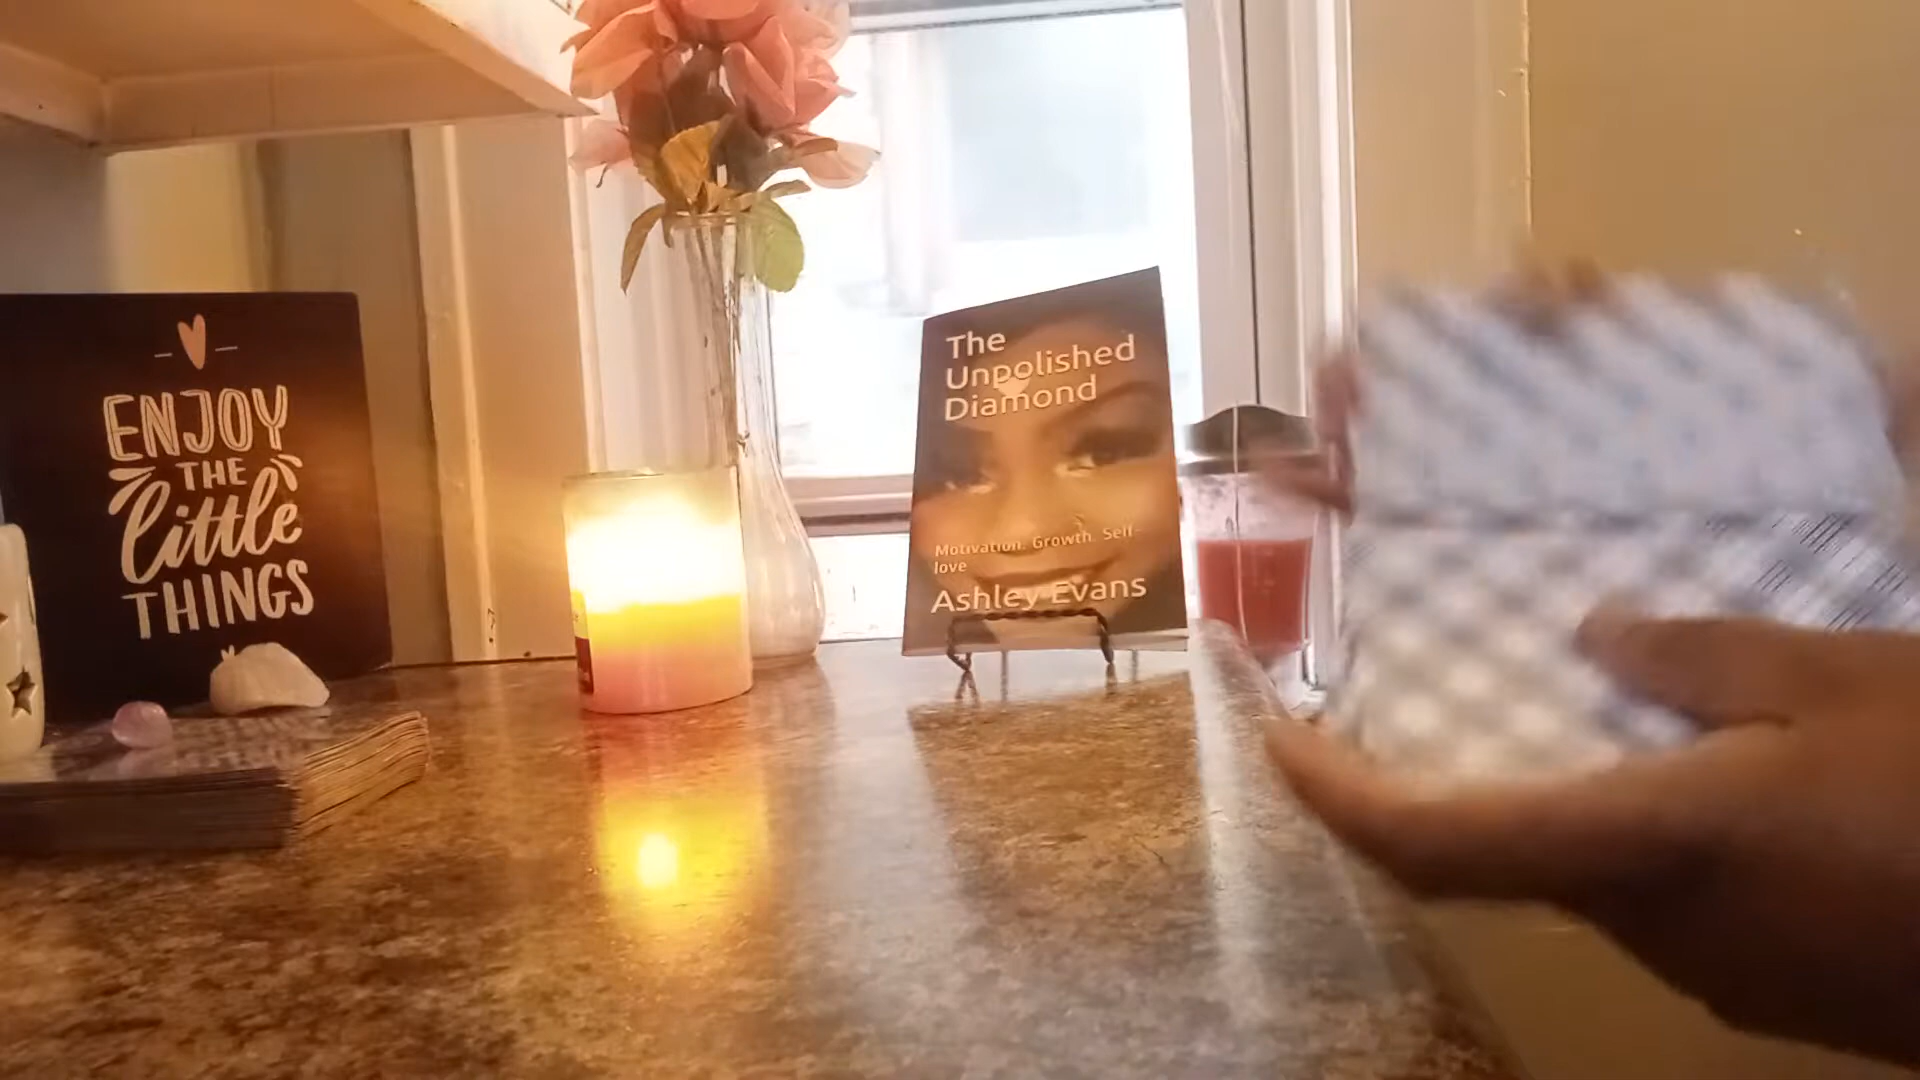 ENJOY
THE
little
THINGS
The
Unpolished
Diamond
Motivation. Growth. Self-
love
Ashley Evans